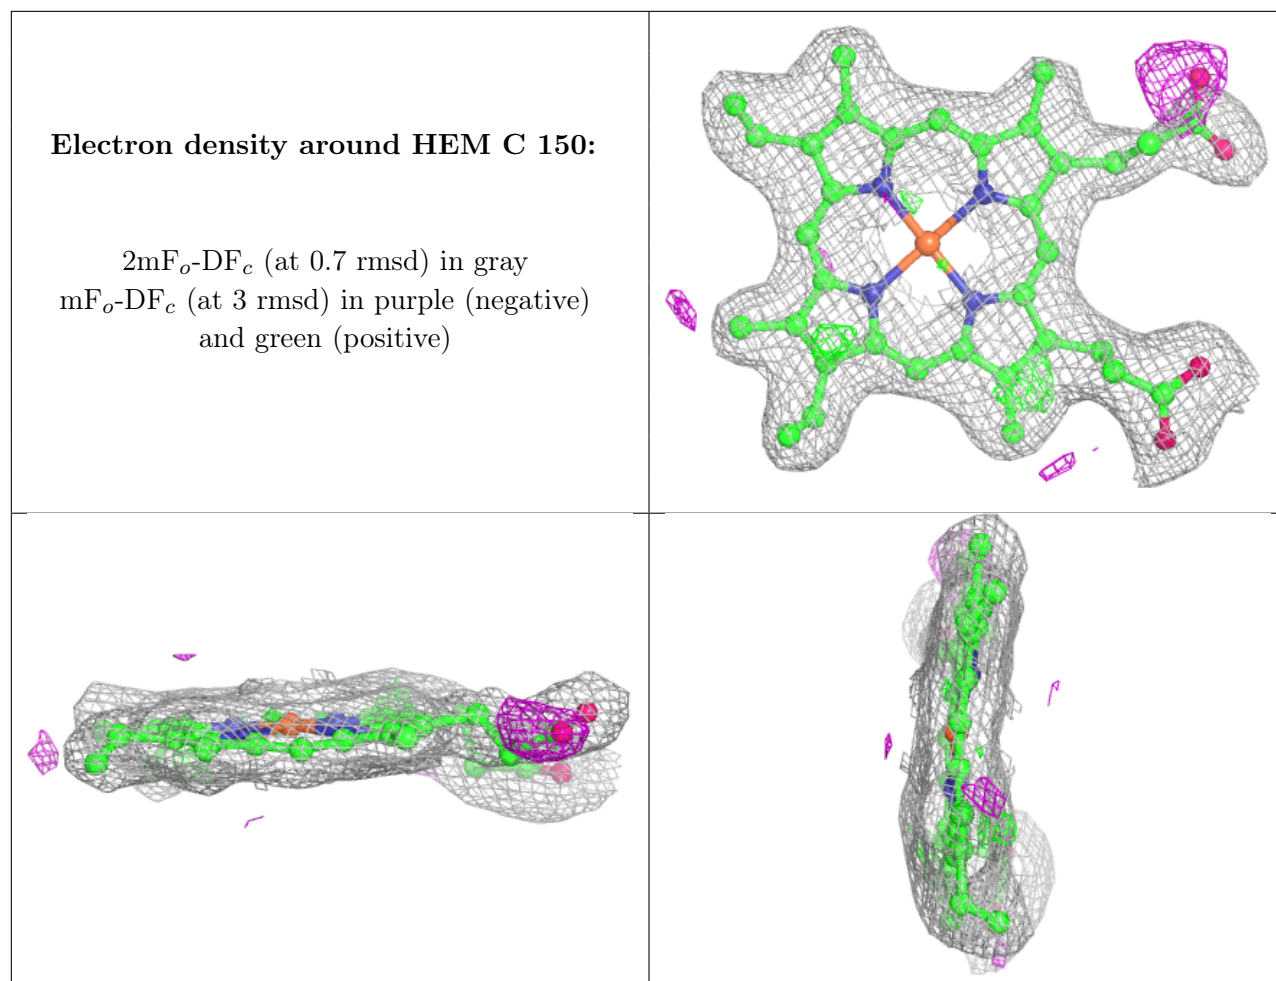 Electron density around HEM C 150:
2mFo-DFc (at 0.7 rmsd) in gray
mFo-DFc (at 3 rmsd) in purple (negative)
and green (positive)